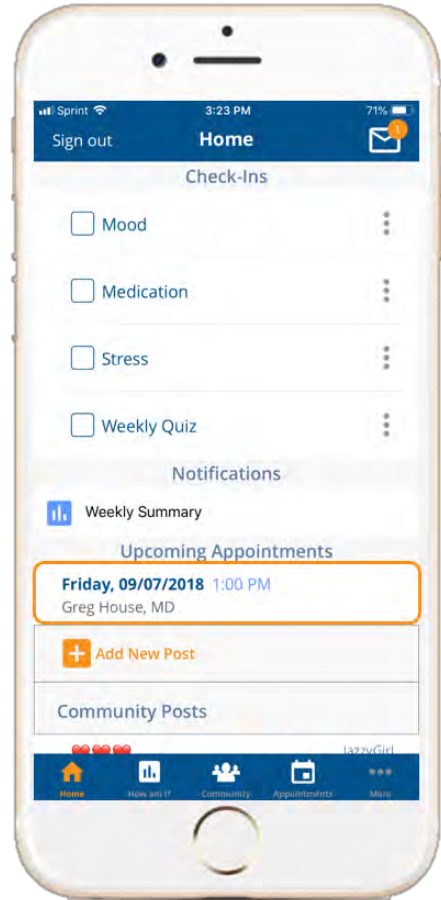 Sprint 3:23 PM 71%
Sign out Home 1
Check-Ins
Mood
Medication
Stress
Weekly Quiz
Notifications
Weekly Summary
Upcoming Appointments
Friday, 09/07/2018 1:00 PM
Greg House, MD
Add New Post
Community Posts
JazzyGirl
Home How am I? Community Appointments More